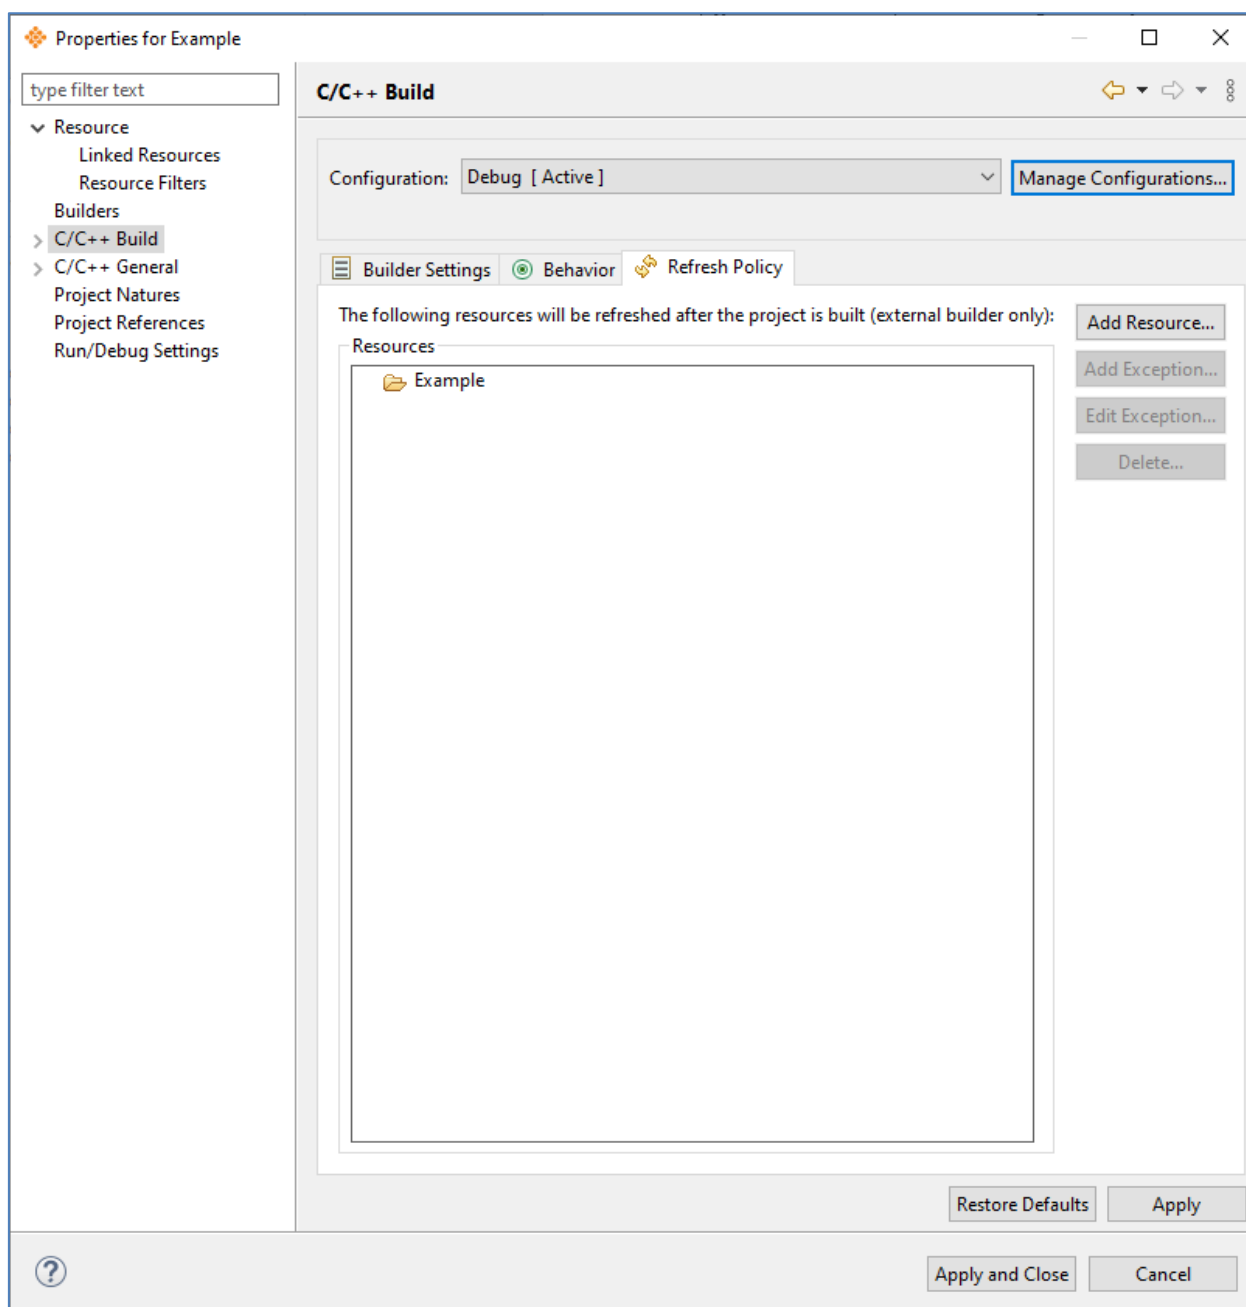 Properties for Example
type filter text
Resource
Linked Resources
Resource Filters
Builders
C/C++ Build
C/C++ General
Project Natures
Project References
Run/Debug Settings
C/C++ Build
Configuration: Debug [ Active ] Manage Configurations...
Builder Settings Behavior Refresh Policy
The following resources will be refreshed after the project is built (external builder only):
Resources
Example
Add Resource...
Add Exception...
Edit Exception...
Delete...
Restore Defaults Apply
? Apply and Close Cancel